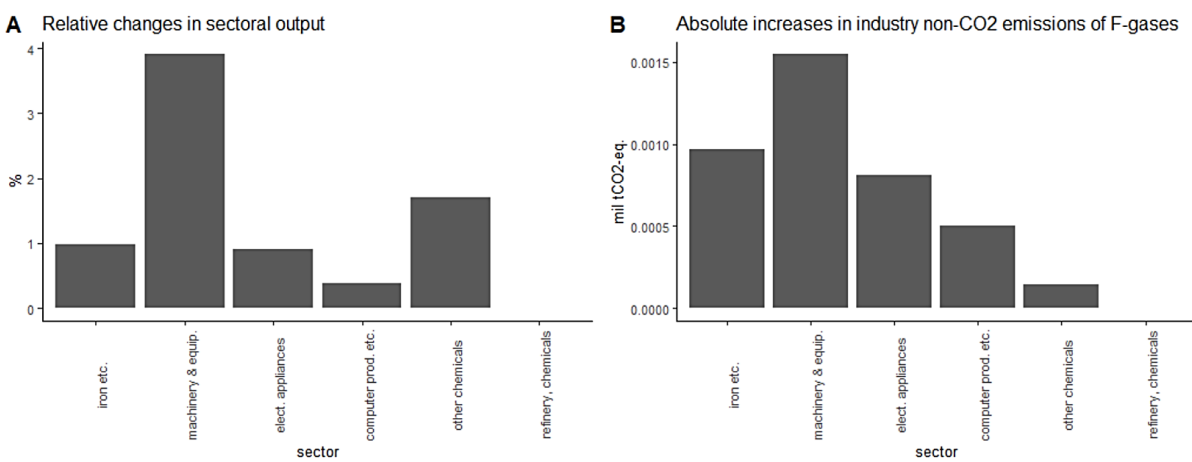 A Relative changes in sectoral output
4
3
2
1
0
%
iron etc.
machinery & equip.
elect. appliances
computer prod. etc.
other chemicals
refinery, chemicals
sector
B Absolute increases in industry non-CO2 emissions of F-gases
0.0015
0.0010
0.0005
0.0000
mil tCO2-eq.
iron etc.
machinery & equip.
elect. appliances
computer prod. etc.
other chemicals
refinery, chemicals
sector